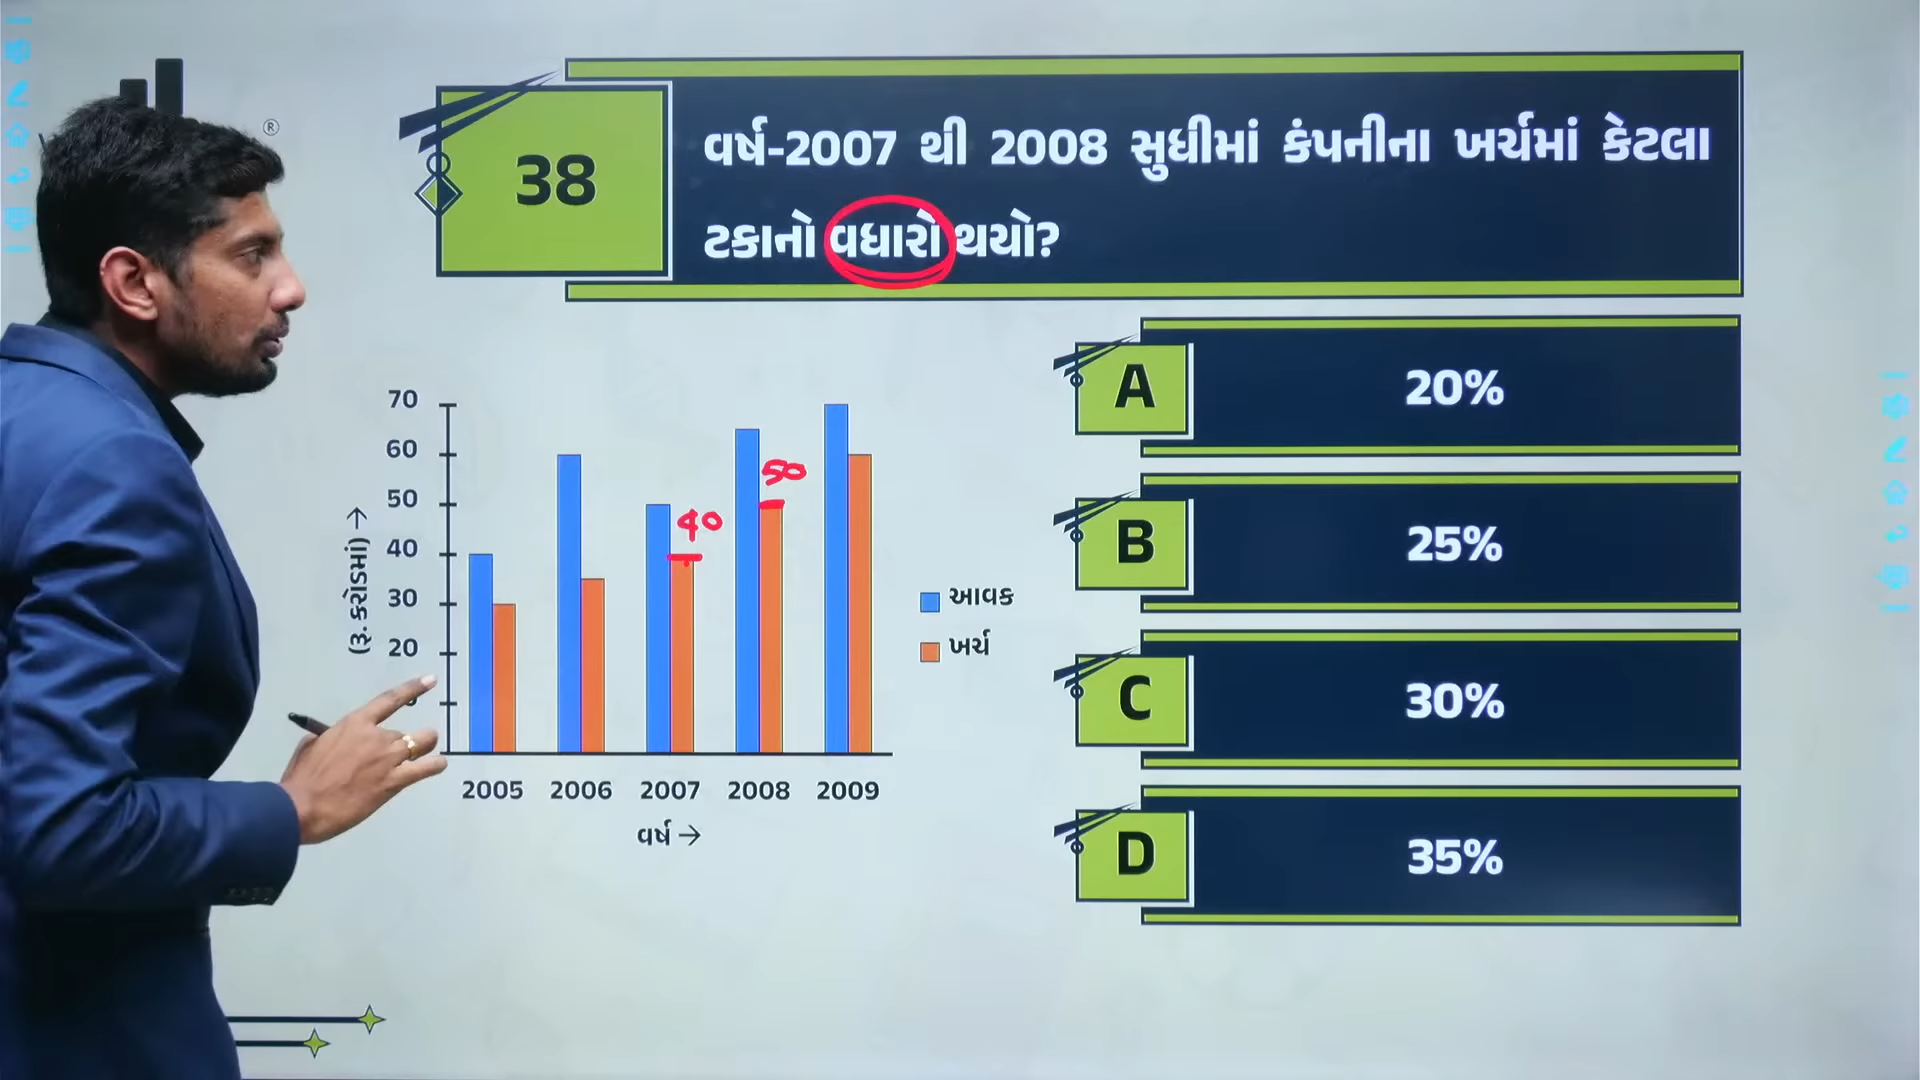 ®
38
વર્ષ-2007 થી 2008 સુધીમાં કંપનીના ખર્ચમાં કેટલા
ટકાનો વધારો થયો?
A
20%
B
25%
C
30%
D
35%
70
60
50
40
30
20
(રૂ. કરોડમાં) →
40
50
આવક
ખર્ચ
2005 2006 2007 2008 2009
વર્ષ →